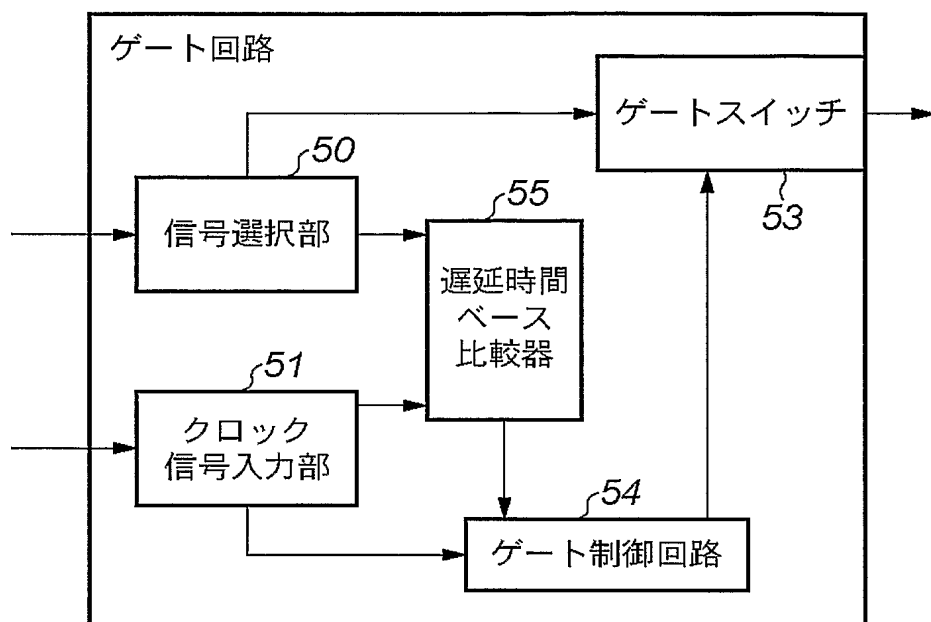 ゲート回路
ゲートスイッチ
53
50
信号選択部
55
遅延時間
ベース
比較器
51
クロック
信号入力部
54
ゲート制御回路